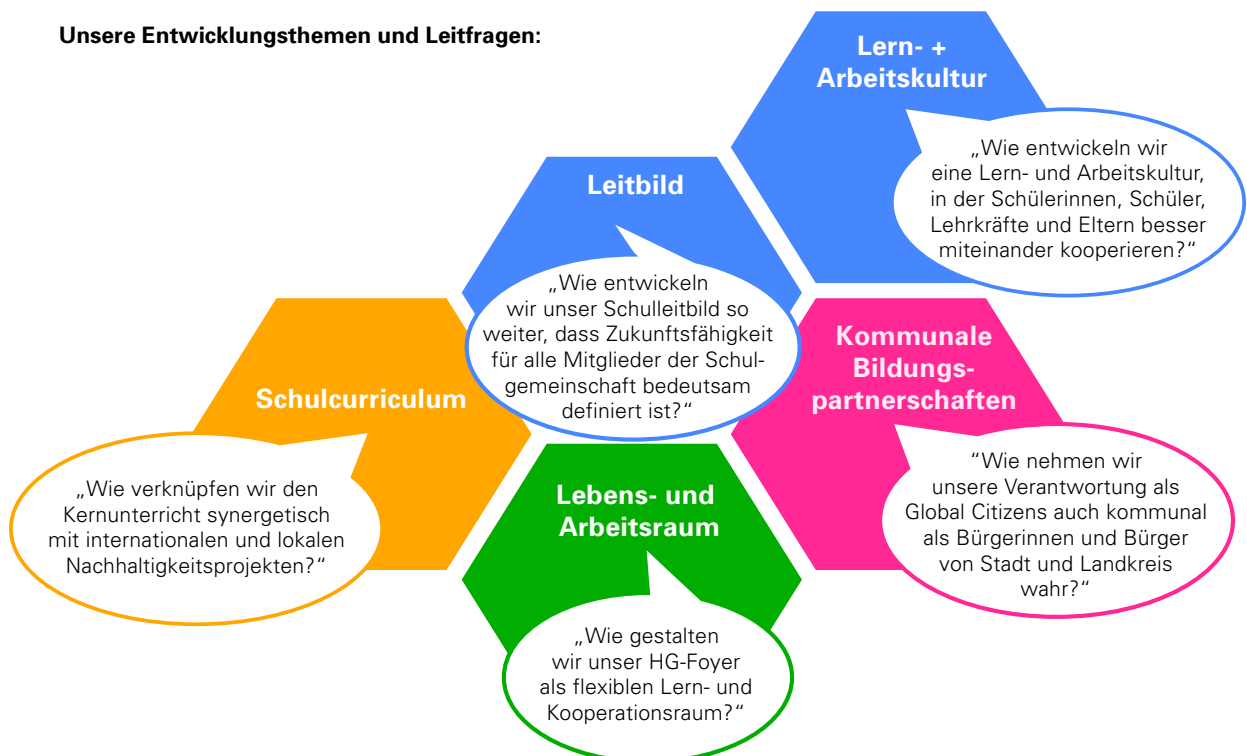 Unsere Entwicklungsthemen und Leitfragen:
Lern- +
Arbeitskultur
„Wie entwickeln wir
eine Lern- und Arbeitskultur,
in der Schülerinnen, Schüler,
Lehrkräfte und Eltern besser
miteinander kooperieren?“
Leitbild
„Wie entwickeln
wir unser Schulleitbild so
weiter, dass Zukunftsfähigkeit
für alle Mitglieder der Schul-
gemeinschaft bedeutsam
definiert ist?“
Schulcurriculum
„Wie verknüpfen wir den
Kernunterricht synergetisch
mit internationalen und lokalen
Nachhaltigkeitsprojekten?“
Kommunale
Bildungs-
partnerschaften
“Wie nehmen wir
unsere Verantwortung als
Global Citizens auch kommunal
als Bürgerinnen und Bürger
von Stadt und Landkreis
wahr?“
Lebens- und
Arbeitsraum
„Wie gestalten
wir unser HG-Foyer
als flexiblen Lern- und
Kooperationsraum?“